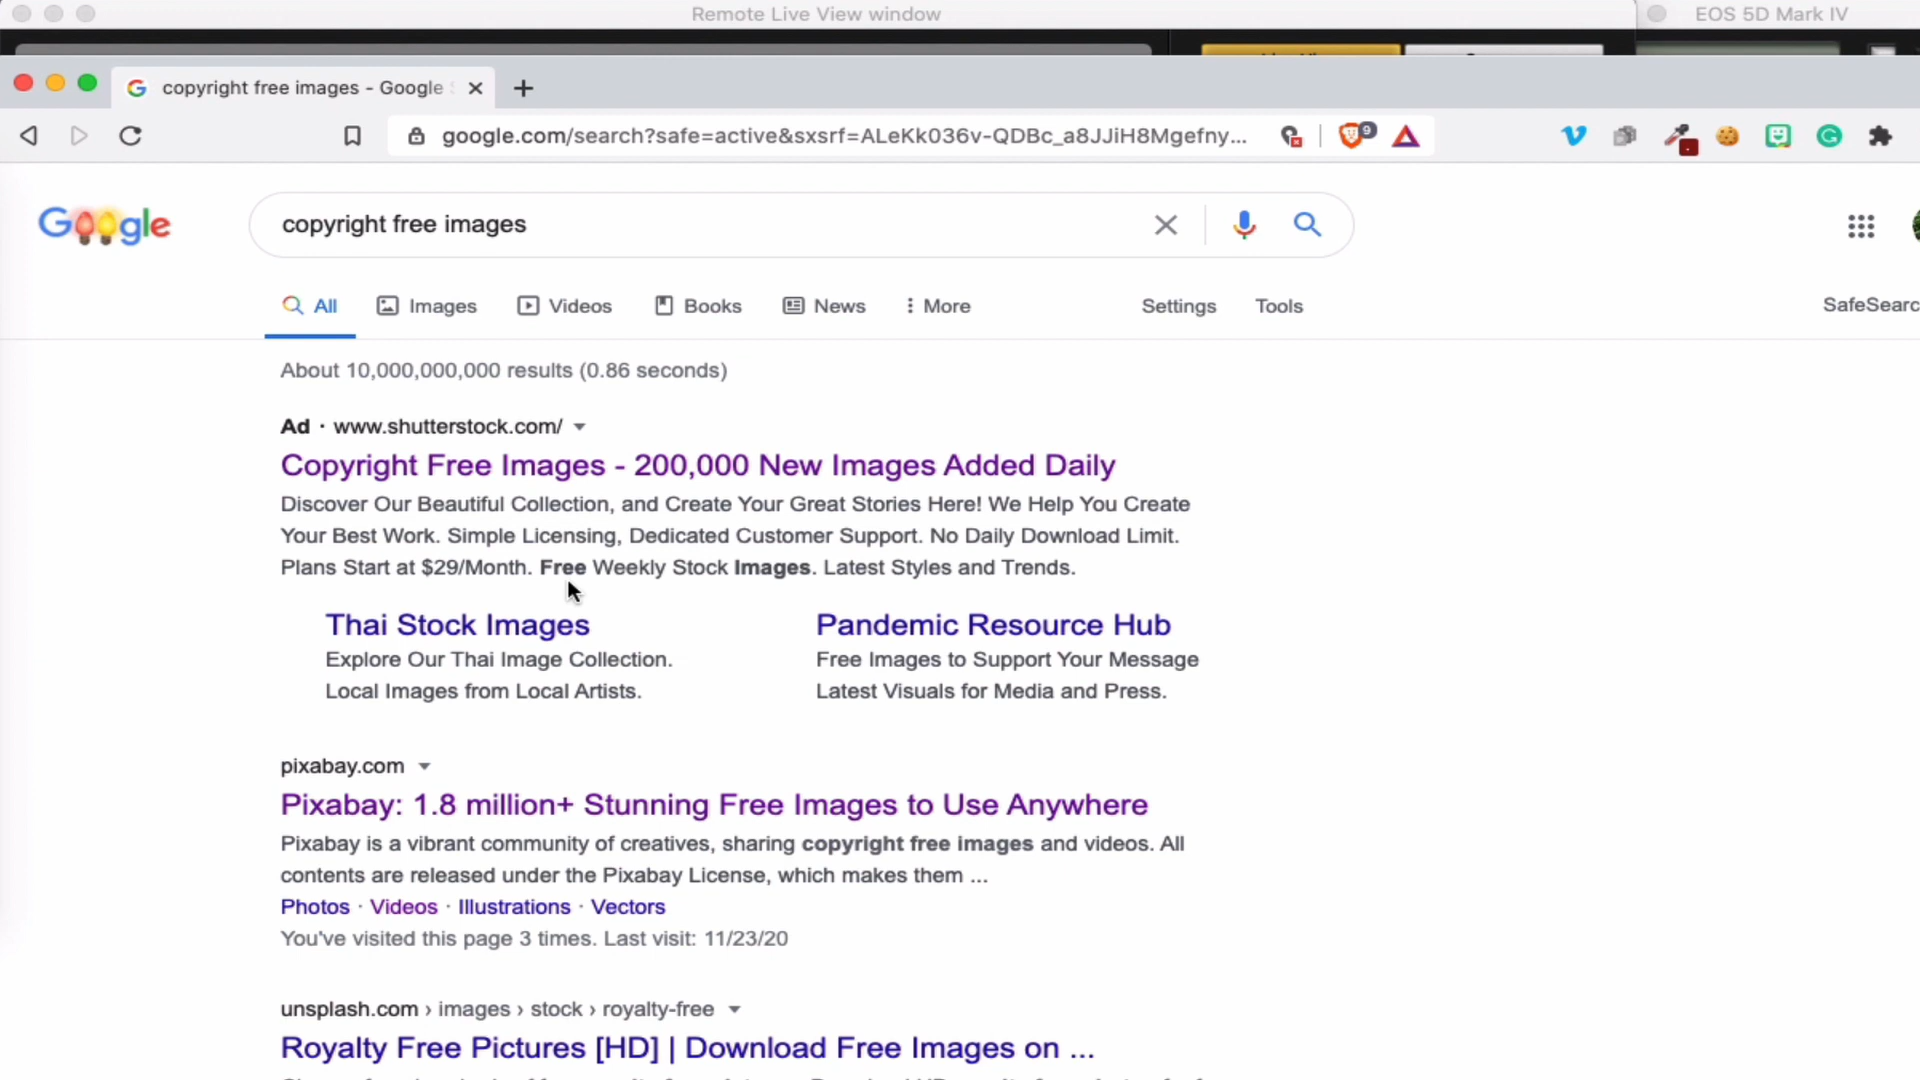 Remote Live View window
EOS 5D Mark IV
copyright free images - Google
google.com/search?safe=active&sxsrf=ALeKk036v-QDBc_a8JJiH8Mgefny...
9
Google
copyright free images
All
Images
Videos
Books
News
More
Settings
Tools
SafeSearc
About 10,000,000,000 results (0.86 seconds)
Ad · www.shutterstock.com/
Copyright Free Images - 200,000 New Images Added Daily
Discover Our Beautiful Collection, and Create Your Great Stories Here! We Help You Create
Your Best Work. Simple Licensing, Dedicated Customer Support. No Daily Download Limit.
Plans Start at $29/Month. Free Weekly Stock Images. Latest Styles and Trends.
Thai Stock Images
Explore Our Thai Image Collection.
Local Images from Local Artists.
Pandemic Resource Hub
Free Images to Support Your Message
Latest Visuals for Media and Press.
pixabay.com
Pixabay: 1.8 million+ Stunning Free Images to Use Anywhere
Pixabay is a vibrant community of creatives, sharing copyright free images and videos. All
contents are released under the Pixabay License, which makes them ...
Photos · Videos · Illustrations · Vectors
You've visited this page 3 times. Last visit: 11/23/20
unsplash.com › images › stock › royalty-free
Royalty Free Pictures [HD] | Download Free Images on ...